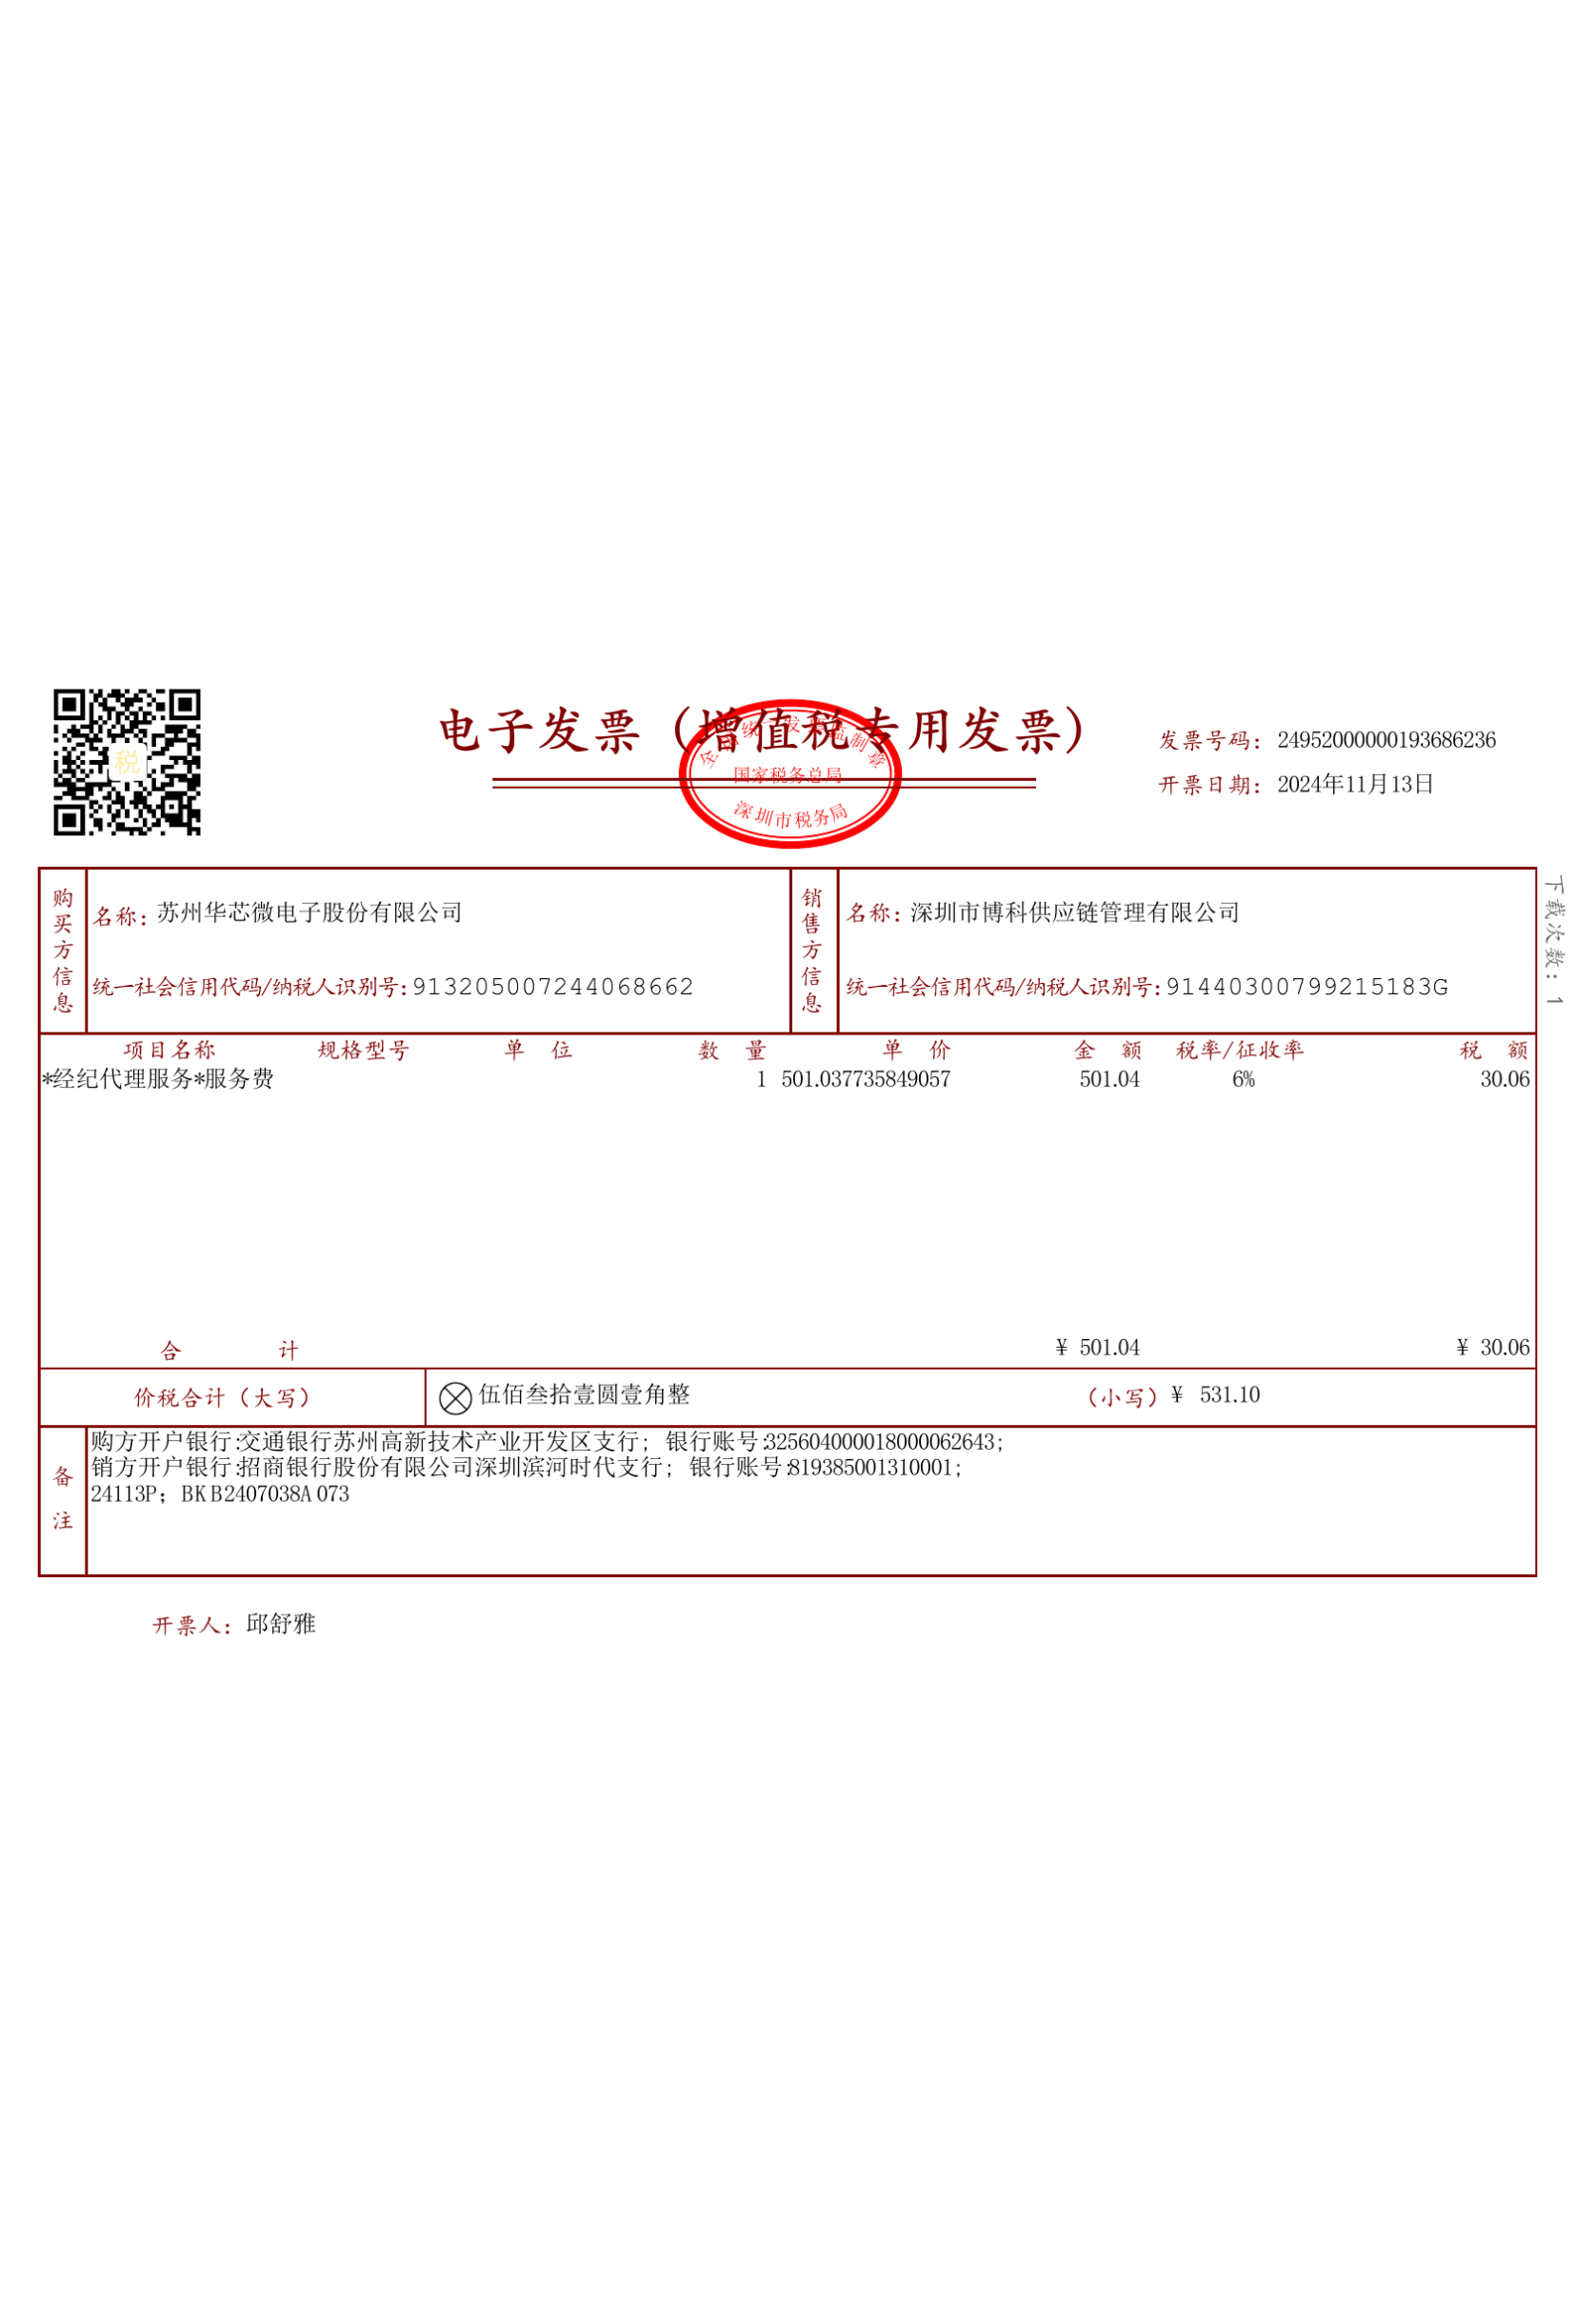 税
电子发票（增值税专用发票）
全国统一发票监制章
国家税务总局
深圳市税务局
发票号码：24952000000193686236
开票日期：2024年11月13日
下载次数：1
购买方信息
名称：苏州华芯微电子股份有限公司
统一社会信用代码/纳税人识别号：913205007244068662
销售方信息
名称：深圳市博科供应链管理有限公司
统一社会信用代码/纳税人识别号：91440300799215183G
项目名称 规格型号 单 位 数 量 单 价 金 额 税率/征收率 税 额
*经纪代理服务*服务费 1 501.037735849057 501.04 6% 30.06
合 计 ¥ 501.04 ¥ 30.06
价税合计（大写） 伍佰叁拾壹圆壹角整 （小写）¥ 531.10
备注
购方开户银行:交通银行苏州高新技术产业开发区支行; 银行账号:325604000018000062643;
销方开户银行:招商银行股份有限公司深圳滨河时代支行; 银行账号:819385001310001;
24113P；BKB2407038A073
开票人：邱舒雅